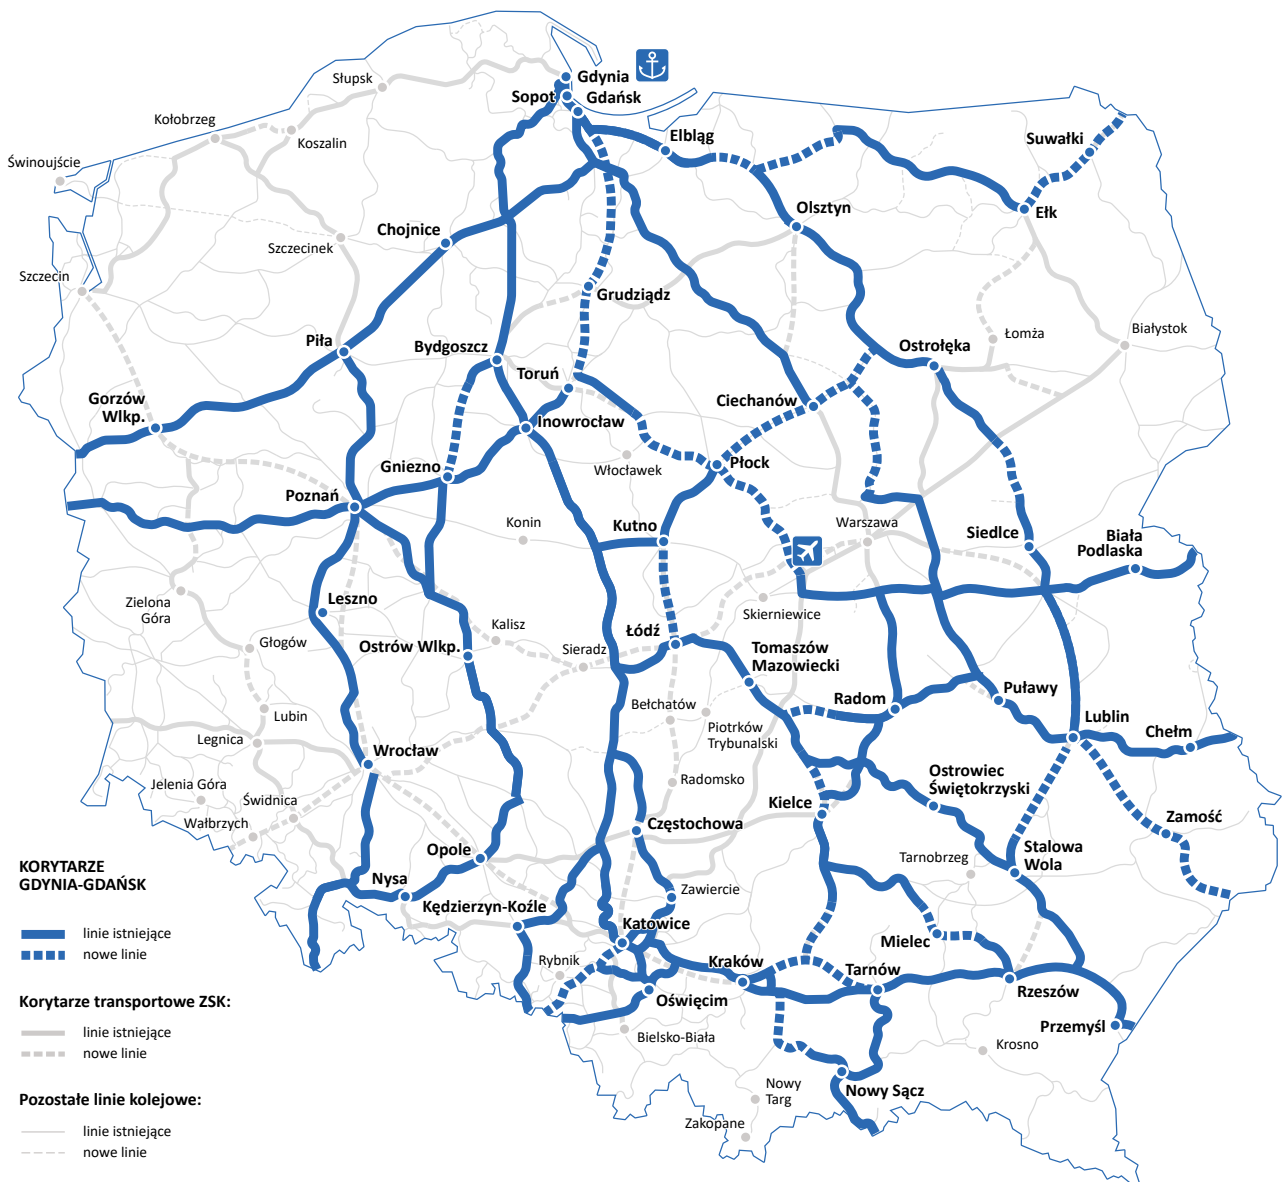 Gdynia
Słupsk
Sopot
Gdańsk
Kołobrzeg
Koszalin
Elbląg
Suwałki
Świnoujście
Olsztyn
Ełk
Chojnice
Szczecinek
Szczecin
Grudziądz
Łomża
Białystok
Piła
Bydgoszcz
Ostrołęka
Toruń
Gorzów
Wlkp.
Ciechanów
Inowrocław
Gniezno
Włocławek
Płock
Poznań
Konin
Kutno
Warszawa
Siedlce
Biała
Podlaska
Zielona
Góra
Leszno
Skierniewice
Głogów
Kalisz
Łódź
Ostrów Wlkp.
Sieradz
Tomaszów
Mazowiecki
Lubin
Bełchatów
Radom
Puławy
Piotrków
Trybunalski
Lublin
Chełm
Legnica
Wrocław
Jelenia Góra
Radomsko
Świdnica
Kielce
Ostrowiec
Świętokrzyski
Wałbrzych
Częstochowa
Zamość
Opole
Tarnobrzeg
Stalowa
Wola
Nysa
Zawiercie
Kędzierzyn-Koźle
Katowice
Mielec
Rybnik
Kraków
Tarnów
Rzeszów
Oświęcim
Przemyśl
Bielsko-Biała
Krosno
Nowy
Targ
Nowy Sącz
Zakopane
KORYTARZE
GDYNIA-GDAŃSK
linie istniejące
nowe linie
Korytarze transportowe ZSK:
linie istniejące
nowe linie
Pozostałe linie kolejowe:
linie istniejące
nowe linie